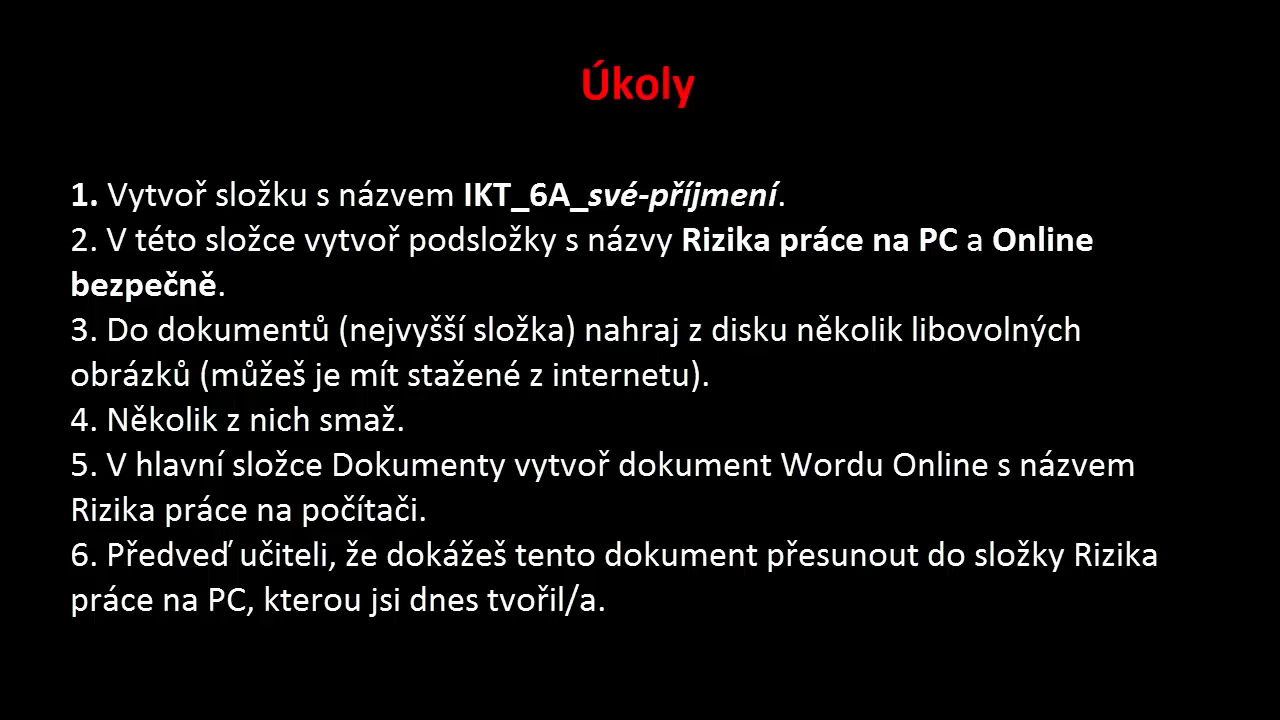 Úkoly
1. Vytvoř složku s názvem IKT_6A_své-příjmení.
2. V této složce vytvoř podsložky s názvy Rizika práce na PC a Online
bezpečně.
3. Do dokumentů (nejvyšší složka) nahraj z disku několik libovolných
obrázků (můžeš je mít stažené z internetu).
4. Několik z nich smaž.
5. V hlavní složce Dokumenty vytvoř dokument Wordu Online s názvem
Rizika práce na počítači.
6. Předveď učiteli, že dokážeš tento dokument přesunout do složky Rizika
práce na PC, kterou jsi dnes tvořil/a.